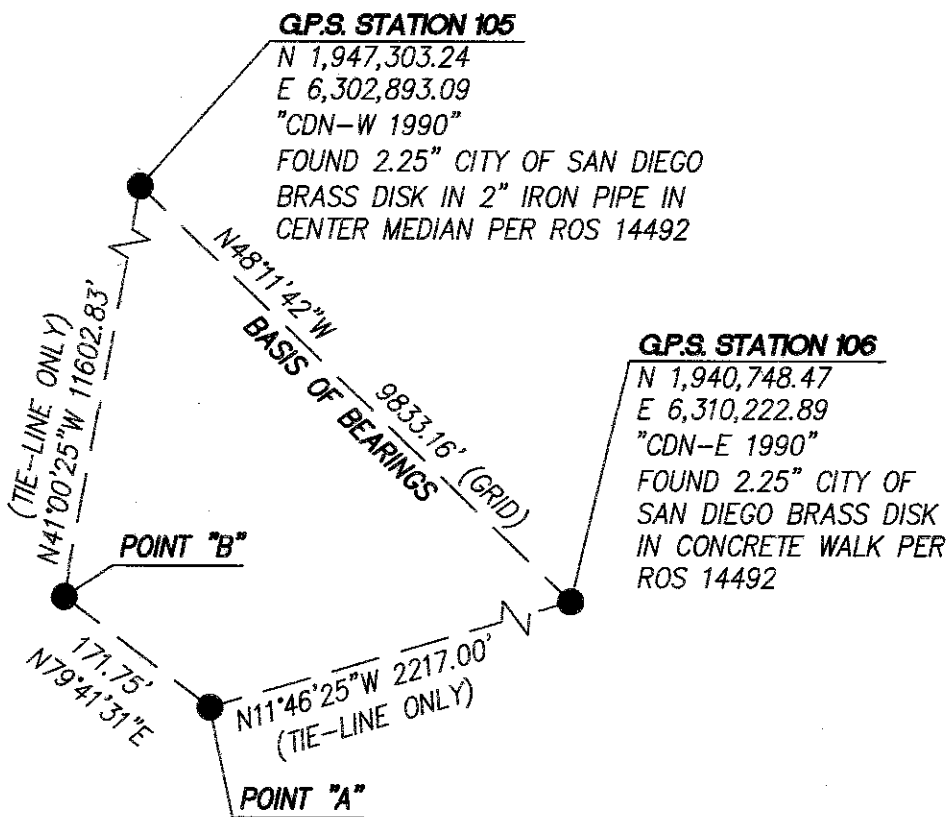 G.P.S. STATION 105
N 1,947,303.24
E 6,302,893.09
"CDN-W 1990"
FOUND 2.25" CITY OF SAN DIEGO
BRASS DISK IN 2" IRON PIPE IN
CENTER MEDIAN PER ROS 14492
N48°11'42"W
9833.16' (GRID)
BASIS OF BEARINGS
(TIE-LINE ONLY)
N41°00'25"W 11602.83'
G.P.S. STATION 106
N 1,940,748.47
E 6,310,222.89
"CDN-E 1990"
FOUND 2.25" CITY OF
SAN DIEGO BRASS DISK
IN CONCRETE WALK PER
ROS 14492
POINT "B"
171.75'
N79°41'31"E
N11°46'25"W 2217.00'
(TIE-LINE ONLY)
POINT "A"